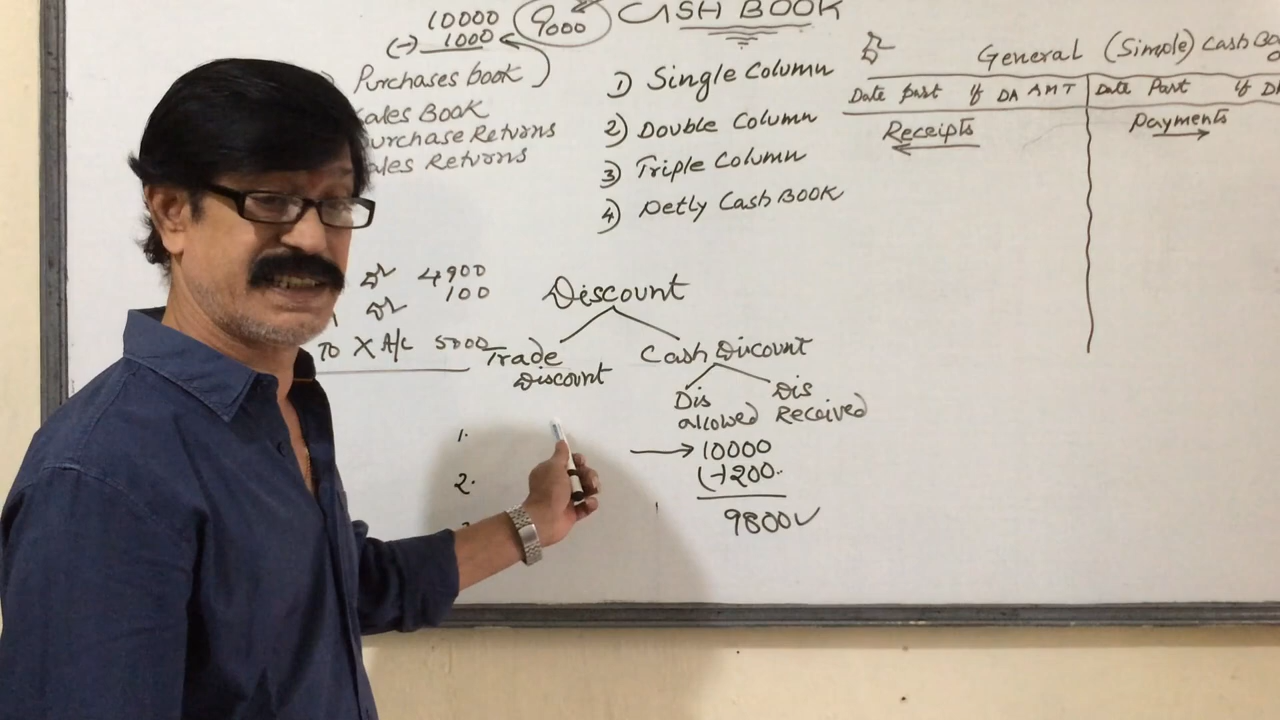 10000
(-) 1000
9000
CASH BOOK
Purchases book
ales Book
urchase Returns
ales Returns
1) Single Column
2) Double Column
3) Triple Column
4) Petty Cash BOOK
General (Simple) Cash Bo
Date Part lf DA AMT
Date Part lf DA
Receipts
Payments
Dr 4900
Dr 100
To X A/c 5000
Discount
Trade Discount
Cash Discount
Dis allowed
Dis Received
1.
2.
10000
(-)200
9800